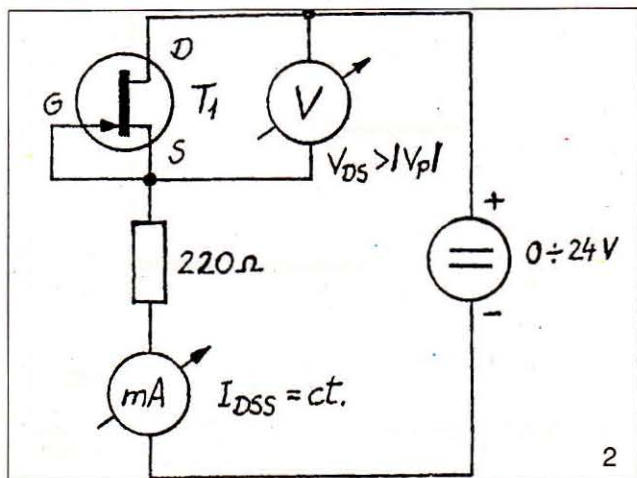 D
G
T1
S
V
VDS>|Vp|
+
0÷24V
-
220Ω
mA
IDSS=ct.
2